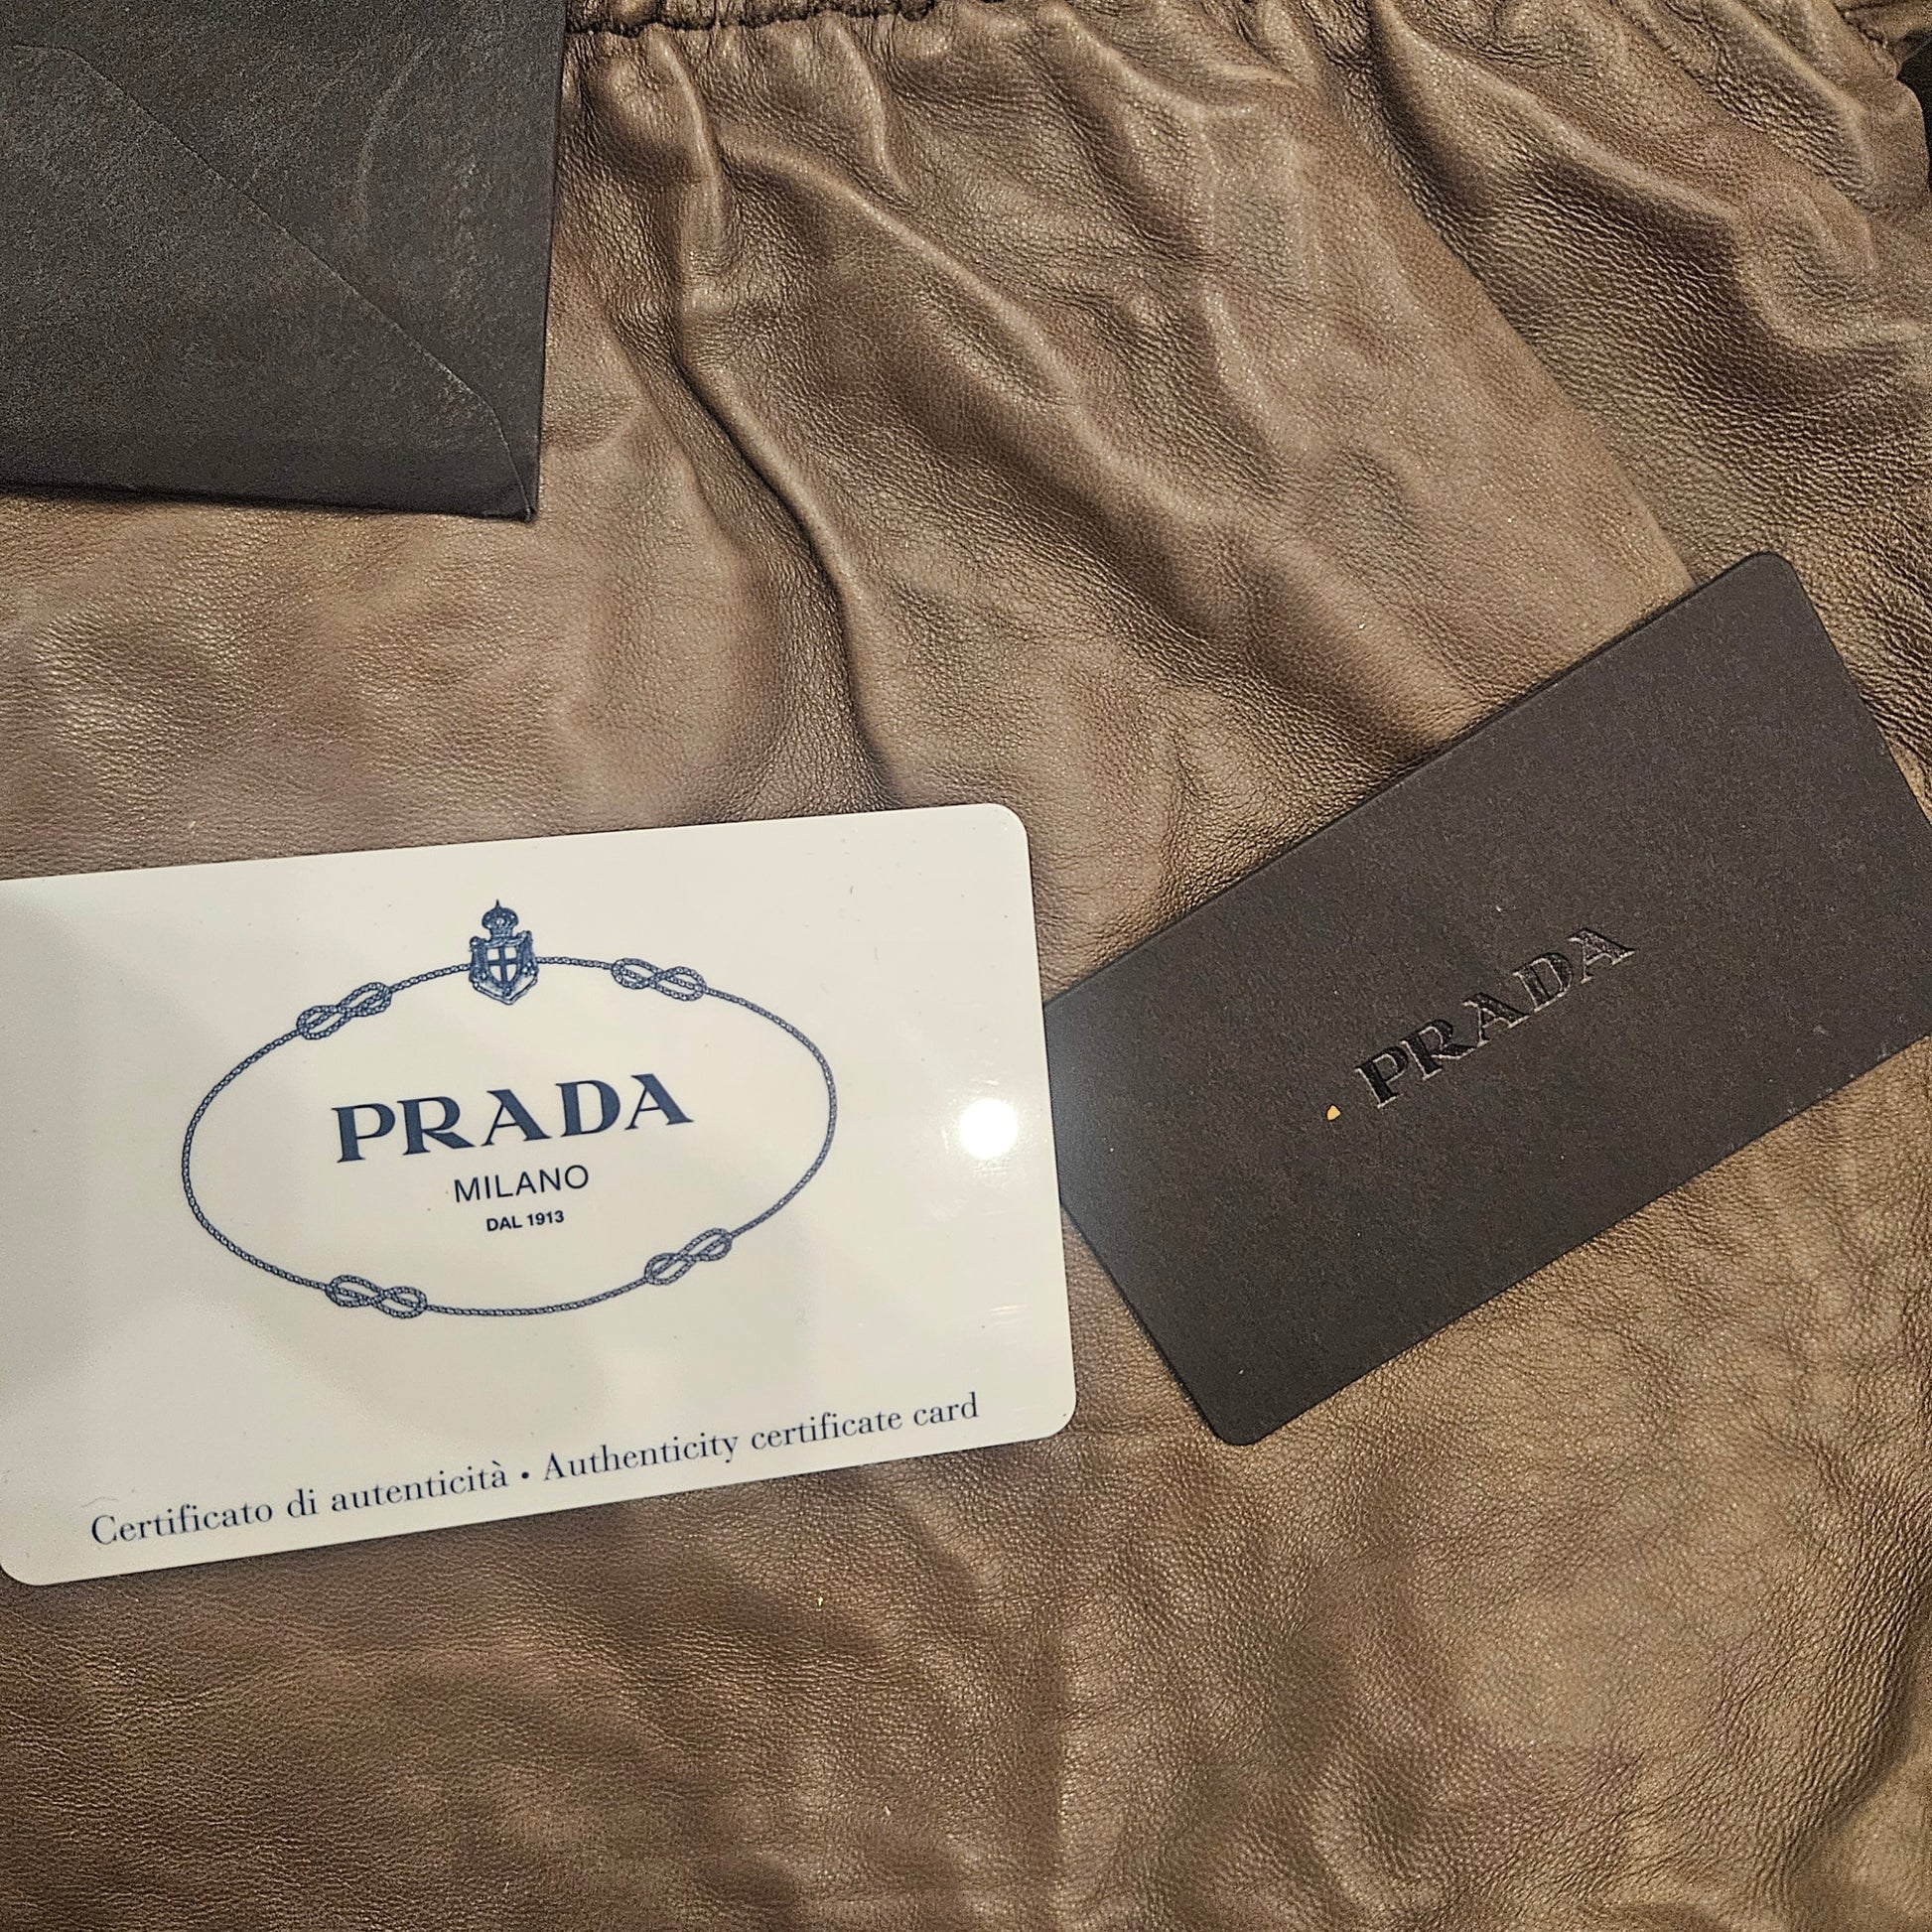 PRADA
MILANO
DAL 1913
Certificato di autenticità • Authenticity certificate card
PRADA